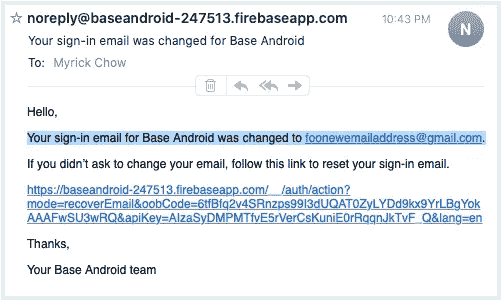 noreply@baseandroid-247513.firebaseapp.com
10:43 PM
N
Your sign-in email was changed for Base Android
To: Myrick Chow
Hello,
Your sign-in email for Base Android was changed to foonewemailaddress@gmail.com.
If you didn’t ask to change your email, follow this link to reset your sign-in email.
https://baseandroid-247513.firebaseapp.com/__/auth/action?
mode=recoverEmail&oobCode=6tfBfq2v4SRnzps99I3dUQAT0ZyLYDd9kx9YrLBgYok
AAAFwSU3wRQ&apiKey=AIzaSyDMPMTfvE5rVerCsKuniE0rRqgnJkTvF_Q&lang=en
Thanks,
Your Base Android team